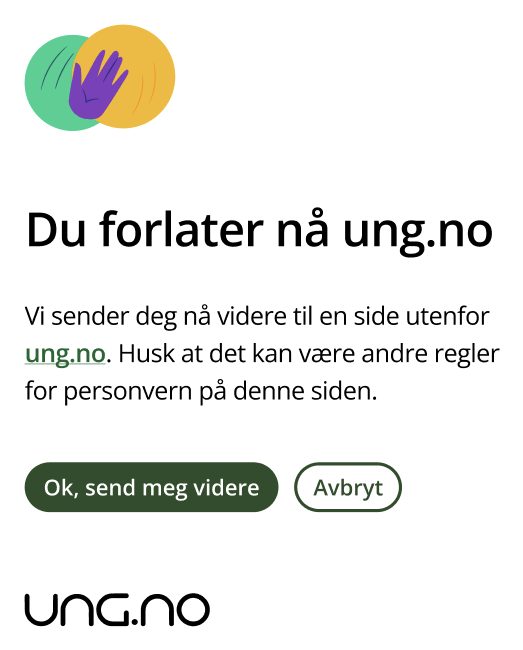 Du forlater nå ung.no
Vi sender deg nå videre til en side utenfor
ung.no. Husk at det kan være andre regler
for personvern på denne siden.
Ok, send meg videre
Avbryt
ung.no